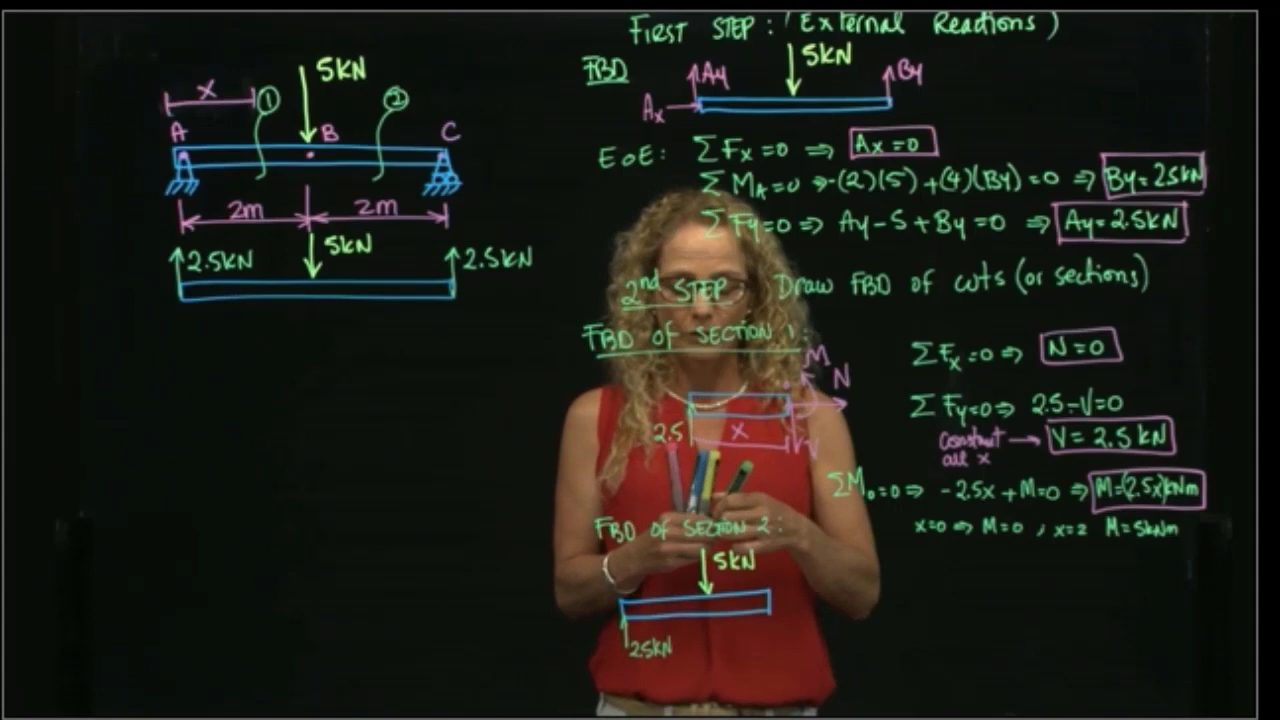 FIRST STEP: (External Reactions)
5kN
x
1
2
A
B
C
2m
2m
2.5kN
5kN
2.5kN
FBD
Ay
5kN
By
Ax
EoE: ΣFx=0 ⇒ Ax=0
ΣMA=0 ⇒ -(2)(5)+(4)(By)=0 ⇒ By=2.5kN
ΣFy=0 ⇒ Ay-5+By=0 ⇒ Ay=2.5kN
2nd STEP Draw FBD of cuts (or sections)
FBD of SECTION 1:
M
N
2.5
x
V
ΣFx=0 ⇒ N=0
ΣFy=0 ⇒ 2.5-V=0
Constant all x → V=2.5kN
ΣMo=0 ⇒ -2.5x+M=0 ⇒ M=(2.5x)kNm
x=0 ⇒ M=0, x=2 M=5kNm
FBD of SECTION 2:
5kN
2.5kN